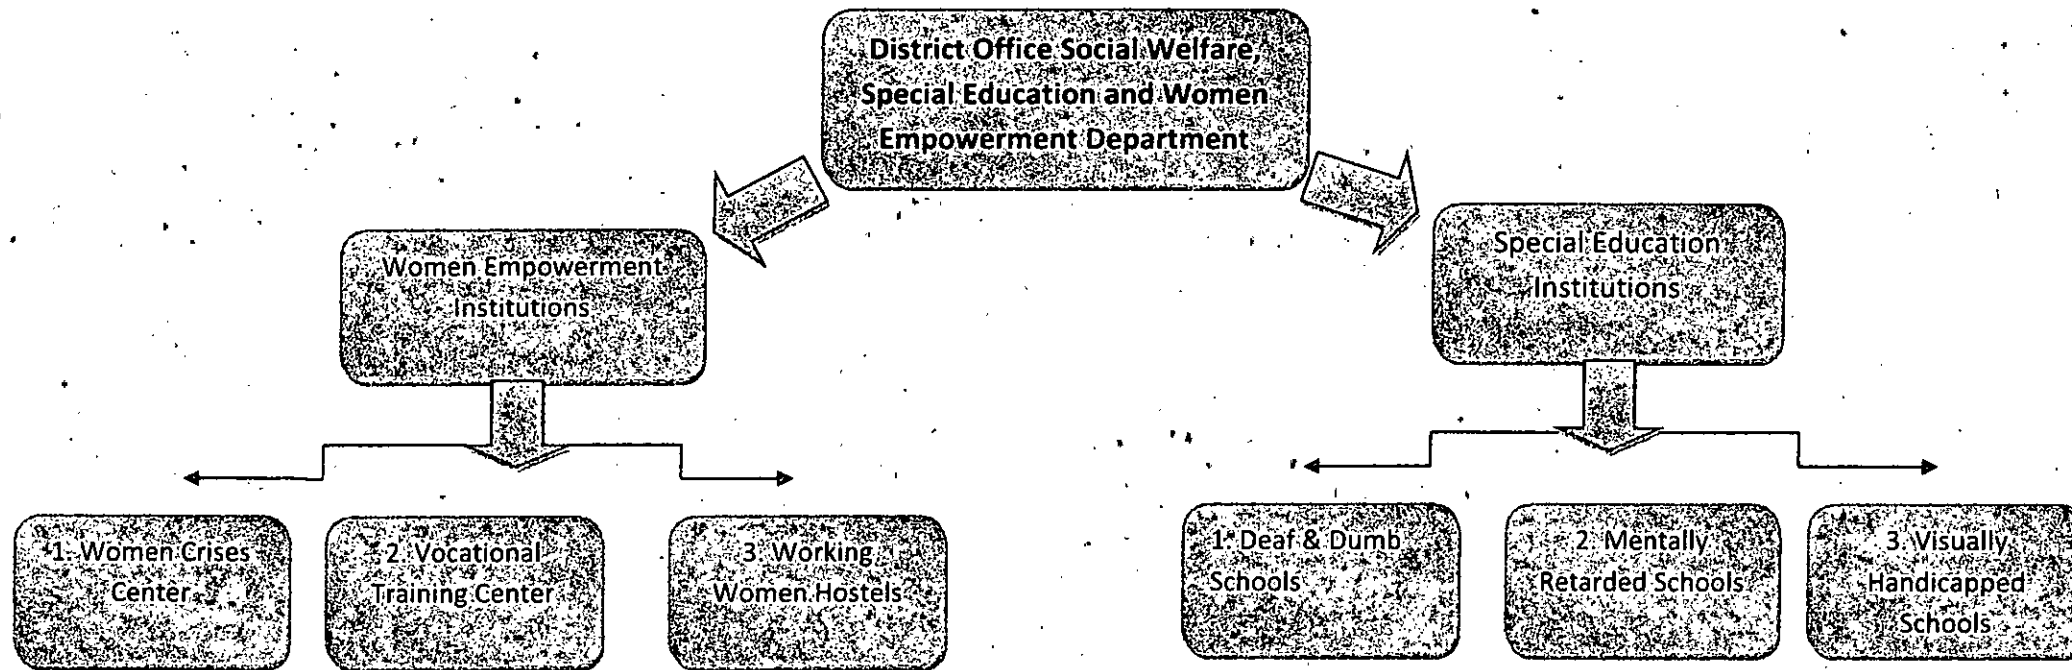 District Office Social Welfare,
Special Education and Women
Empowerment Department
Women Empowerment
Institutions
Special Education
Institutions
1. Women Crises
Center
2. Vocational
Training Center
3. Working
Women Hostels
1. Deaf & Dumb
Schools
2. Mentally
Retarded Schools
3. Visually
Handicapped
Schools